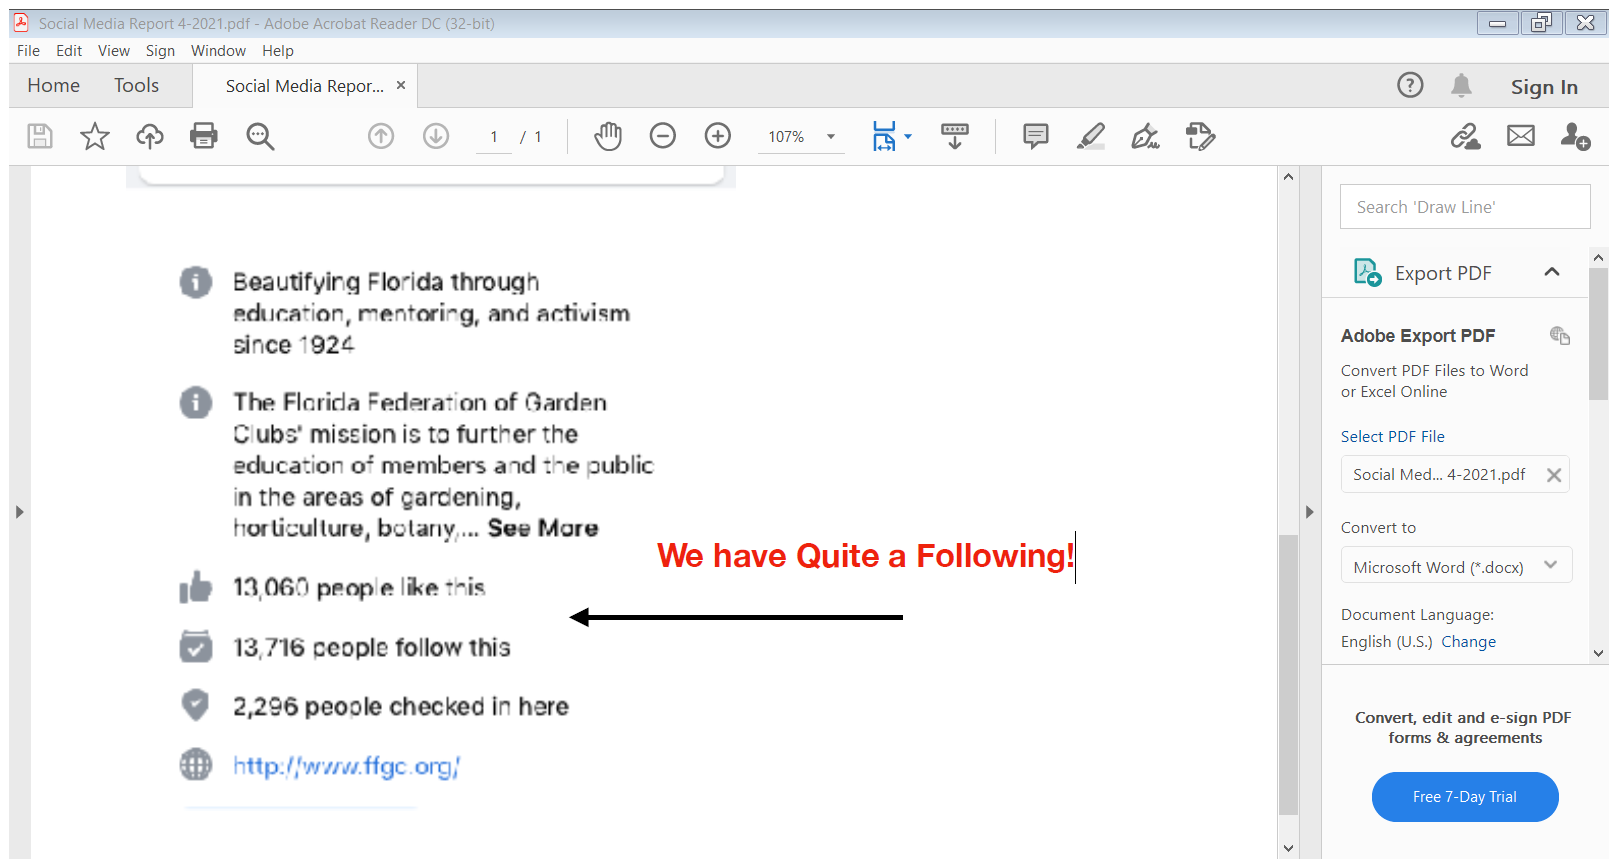 Social Media Report 4-2021.pdf - Adobe Acrobat Reader DC (32-bit)
File Edit View Sign Window Help
Home Tools Social Media Repor... × Sign In
1 / 1 107%
Search 'Draw Line'
Export PDF
Adobe Export PDF
Convert PDF Files to Word
or Excel Online
Select PDF File
Social Med... 4-2021.pdf
Convert to
Microsoft Word (*.docx)
Document Language:
English (U.S.) Change
Convert, edit and e-sign PDF
forms & agreements
Free 7-Day Trial
Beautifying Florida through
education, mentoring, and activism
since 1924
The Florida Federation of Garden
Clubs' mission is to further the
education of members and the public
in the areas of gardening,
horticulture, botany,... See More
We have Quite a Following!
13,060 people like this
13,716 people follow this
2,296 people checked in here
http://www.ffgc.org/